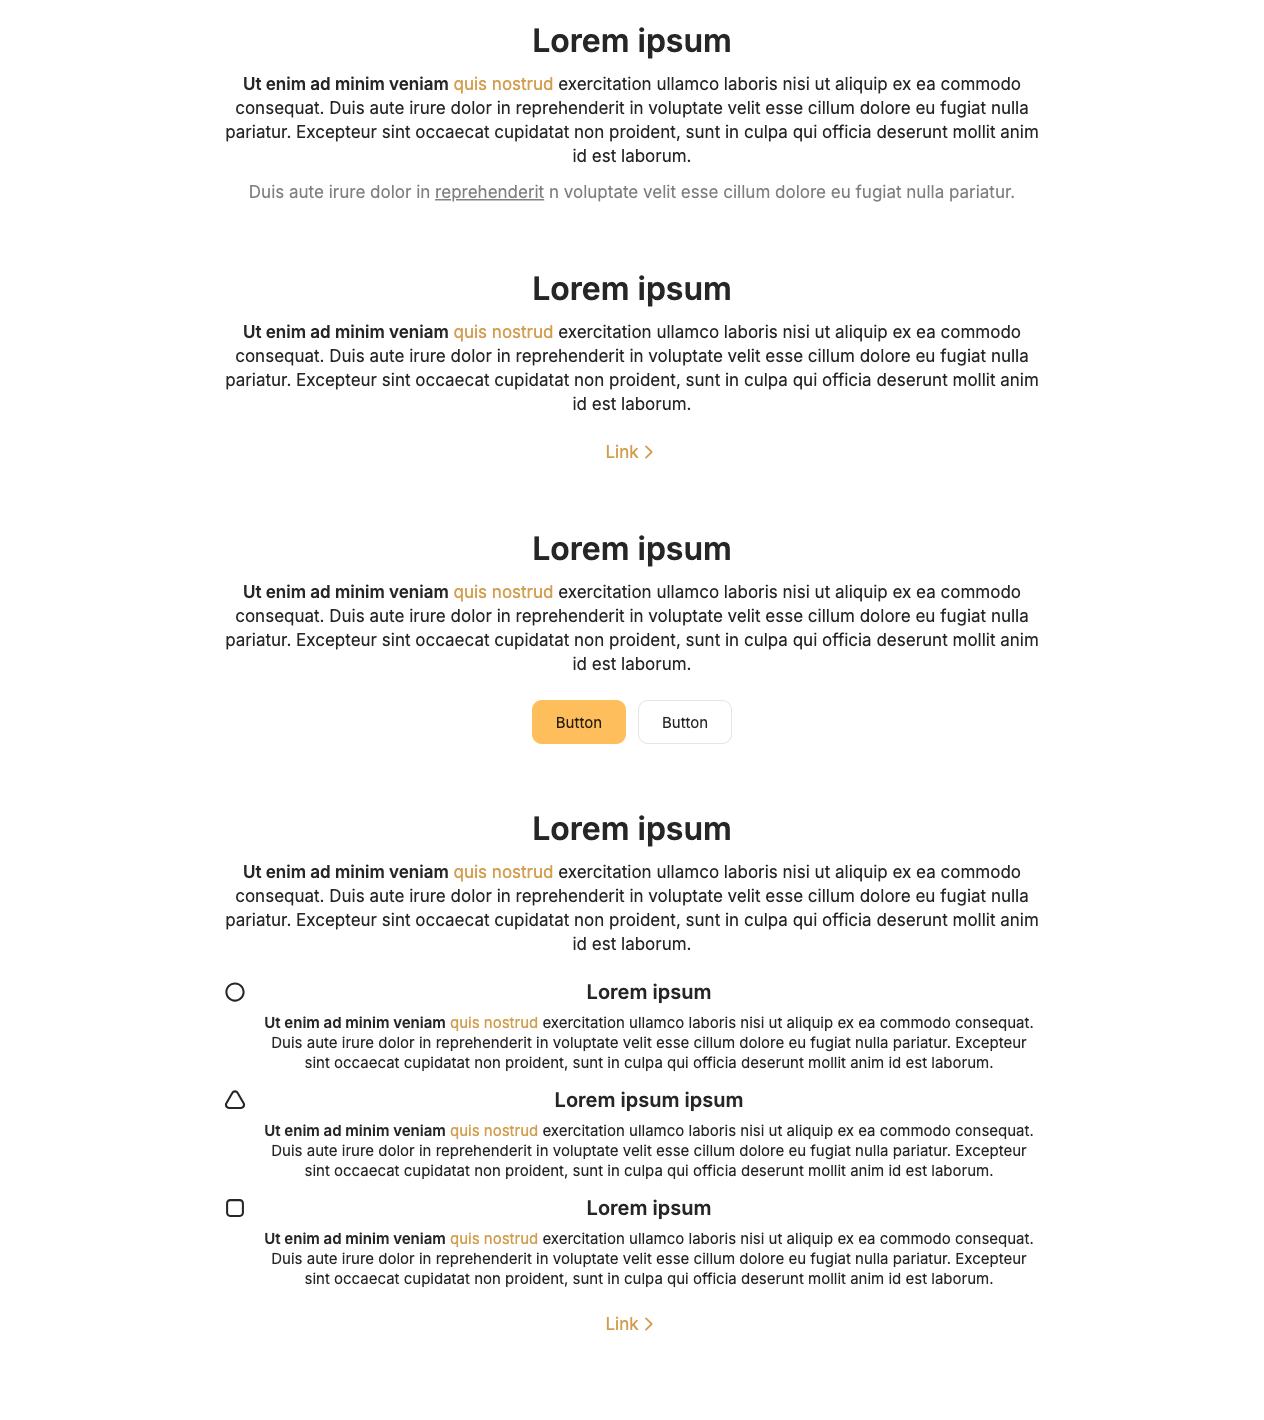 Lorem ipsum
Ut enim ad minim veniam quis nostrud exercitation ullamco laboris nisi ut aliquip ex ea commodo
consequat. Duis aute irure dolor in reprehenderit in voluptate velit esse cillum dolore eu fugiat nulla
pariatur. Excepteur sint occaecat cupidatat non proident, sunt in culpa qui officia deserunt mollit anim
id est laborum.
Duis aute irure dolor in reprehenderit n voluptate velit esse cillum dolore eu fugiat nulla pariatur.
Lorem ipsum
Ut enim ad minim veniam quis nostrud exercitation ullamco laboris nisi ut aliquip ex ea commodo
consequat. Duis aute irure dolor in reprehenderit in voluptate velit esse cillum dolore eu fugiat nulla
pariatur. Excepteur sint occaecat cupidatat non proident, sunt in culpa qui officia deserunt mollit anim
id est laborum.
Link
Lorem ipsum
Ut enim ad minim veniam quis nostrud exercitation ullamco laboris nisi ut aliquip ex ea commodo
consequat. Duis aute irure dolor in reprehenderit in voluptate velit esse cillum dolore eu fugiat nulla
pariatur. Excepteur sint occaecat cupidatat non proident, sunt in culpa qui officia deserunt mollit anim
id est laborum.
Button Button
Lorem ipsum
Ut enim ad minim veniam quis nostrud exercitation ullamco laboris nisi ut aliquip ex ea commodo
consequat. Duis aute irure dolor in reprehenderit in voluptate velit esse cillum dolore eu fugiat nulla
pariatur. Excepteur sint occaecat cupidatat non proident, sunt in culpa qui officia deserunt mollit anim
id est laborum.
Lorem ipsum
Ut enim ad minim veniam quis nostrud exercitation ullamco laboris nisi ut aliquip ex ea commodo consequat.
Duis aute irure dolor in reprehenderit in voluptate velit esse cillum dolore eu fugiat nulla pariatur. Excepteur
sint occaecat cupidatat non proident, sunt in culpa qui officia deserunt mollit anim id est laborum.
Lorem ipsum ipsum
Ut enim ad minim veniam quis nostrud exercitation ullamco laboris nisi ut aliquip ex ea commodo consequat.
Duis aute irure dolor in reprehenderit in voluptate velit esse cillum dolore eu fugiat nulla pariatur. Excepteur
sint occaecat cupidatat non proident, sunt in culpa qui officia deserunt mollit anim id est laborum.
Lorem ipsum
Ut enim ad minim veniam quis nostrud exercitation ullamco laboris nisi ut aliquip ex ea commodo consequat.
Duis aute irure dolor in reprehenderit in voluptate velit esse cillum dolore eu fugiat nulla pariatur. Excepteur
sint occaecat cupidatat non proident, sunt in culpa qui officia deserunt mollit anim id est laborum.
Link